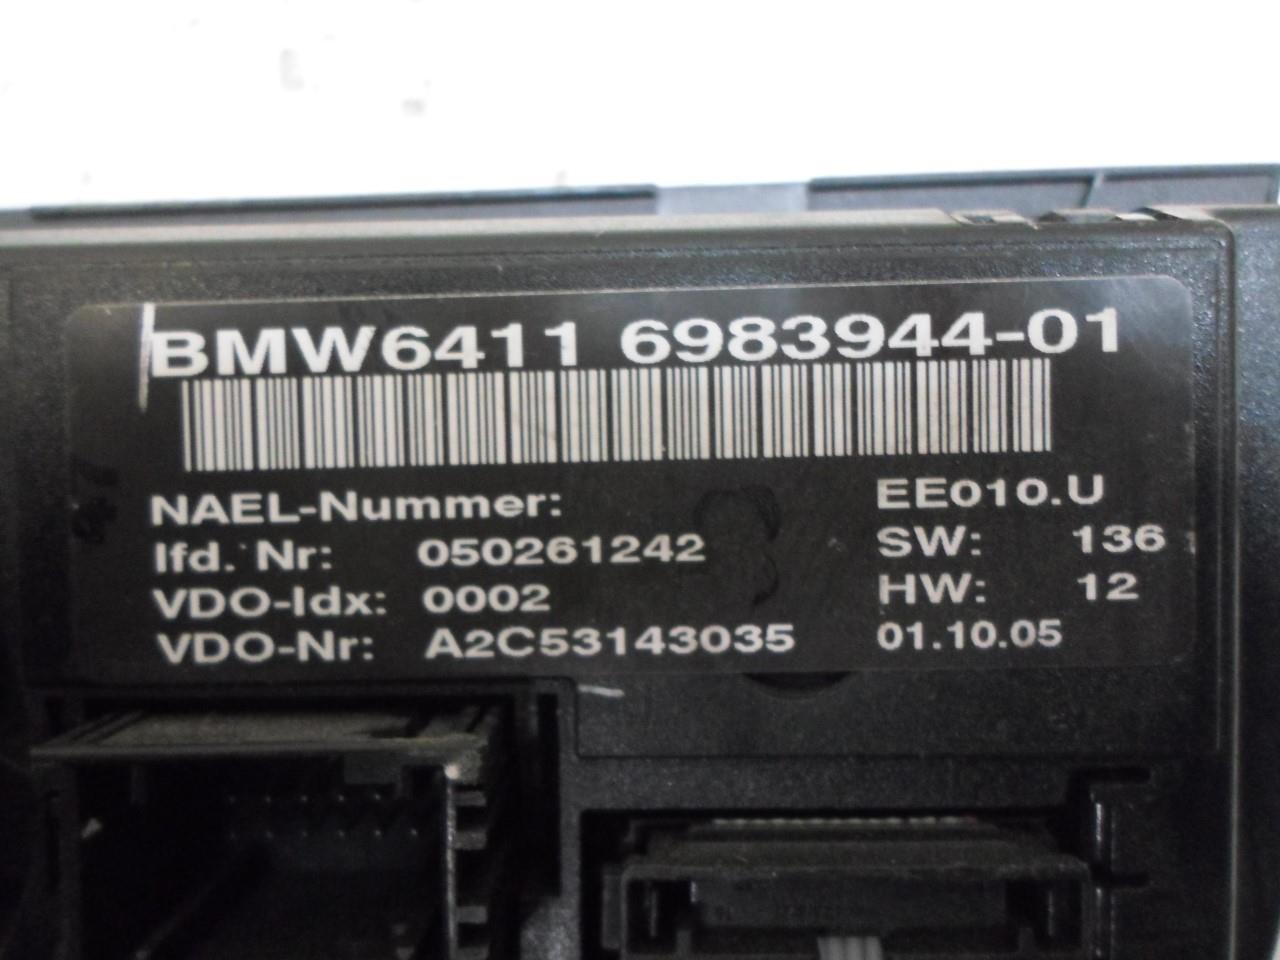 BMW6411 6983944-01
NAEL-Nummer: EE010.U
lfd. Nr: 050261242 SW: 136
VDO-Idx: 0002 HW: 12
VDO-Nr: A2C53143035 01.10.05